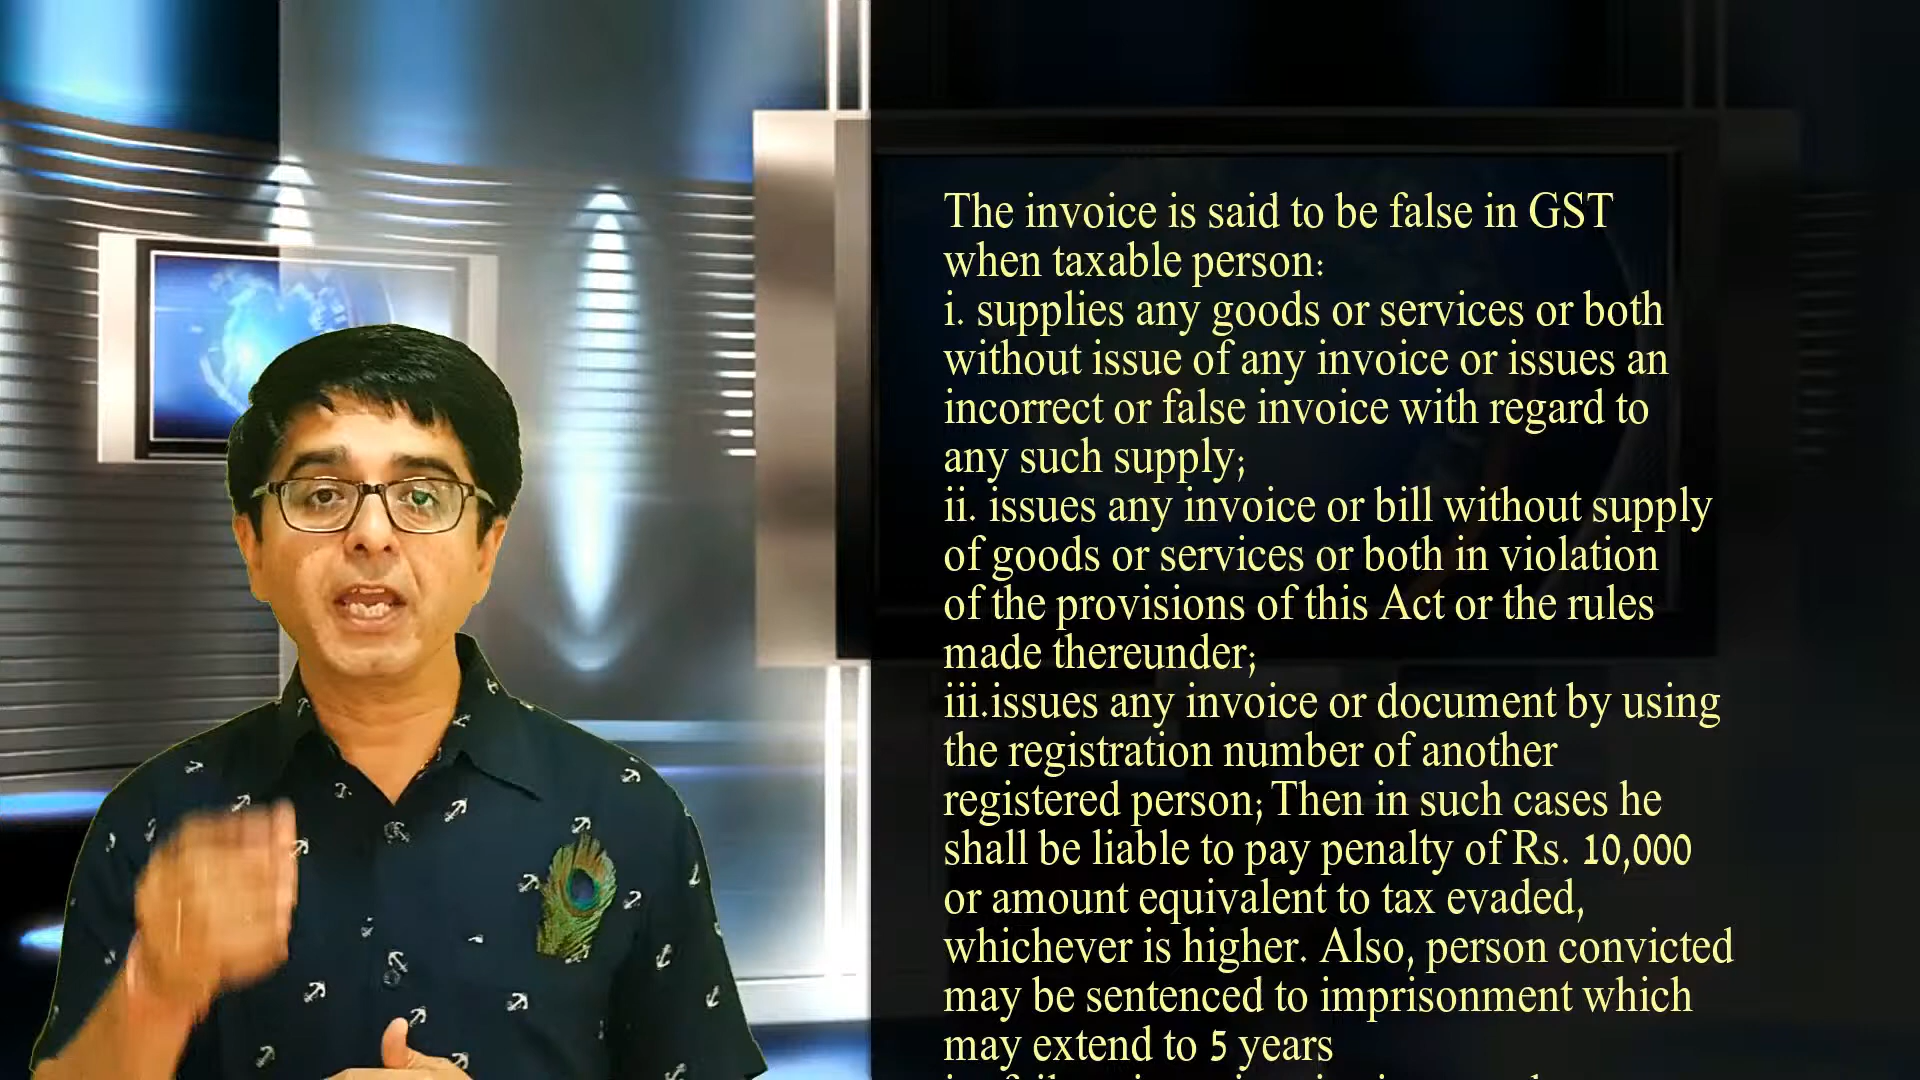 The invoice is said to be false in GST
when taxable person:
i. supplies any goods or services or both
without issue of any invoice or issues an
incorrect or false invoice with regard to
any such supply;
ii. issues any invoice or bill without supply
of goods or services or both in violation
of the provisions of this Act or the rules
made thereunder;
iii.issues any invoice or document by using
the registration number of another
registered person; Then in such cases he
shall be liable to pay penalty of Rs. 10,000
or amount equivalent to tax evaded,
whichever is higher. Also, person convicted
may be sentenced to imprisonment which
may extend to 5 years